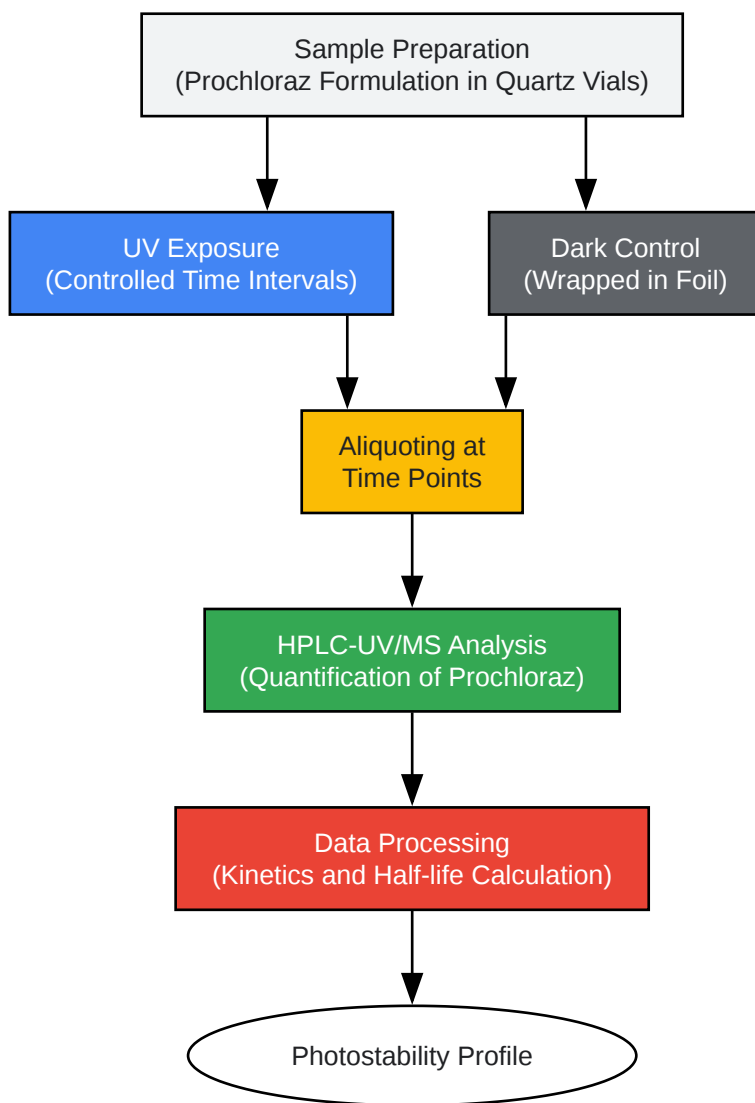 Sample Preparation
(Prochloraz Formulation in Quartz Vials)
UV Exposure
(Controlled Time Intervals)
Dark Control
(Wrapped in Foil)
Aliquoting at
Time Points
HPLC-UV/MS Analysis
(Quantification of Prochloraz)
Data Processing
(Kinetics and Half-life Calculation)
Photostability Profile